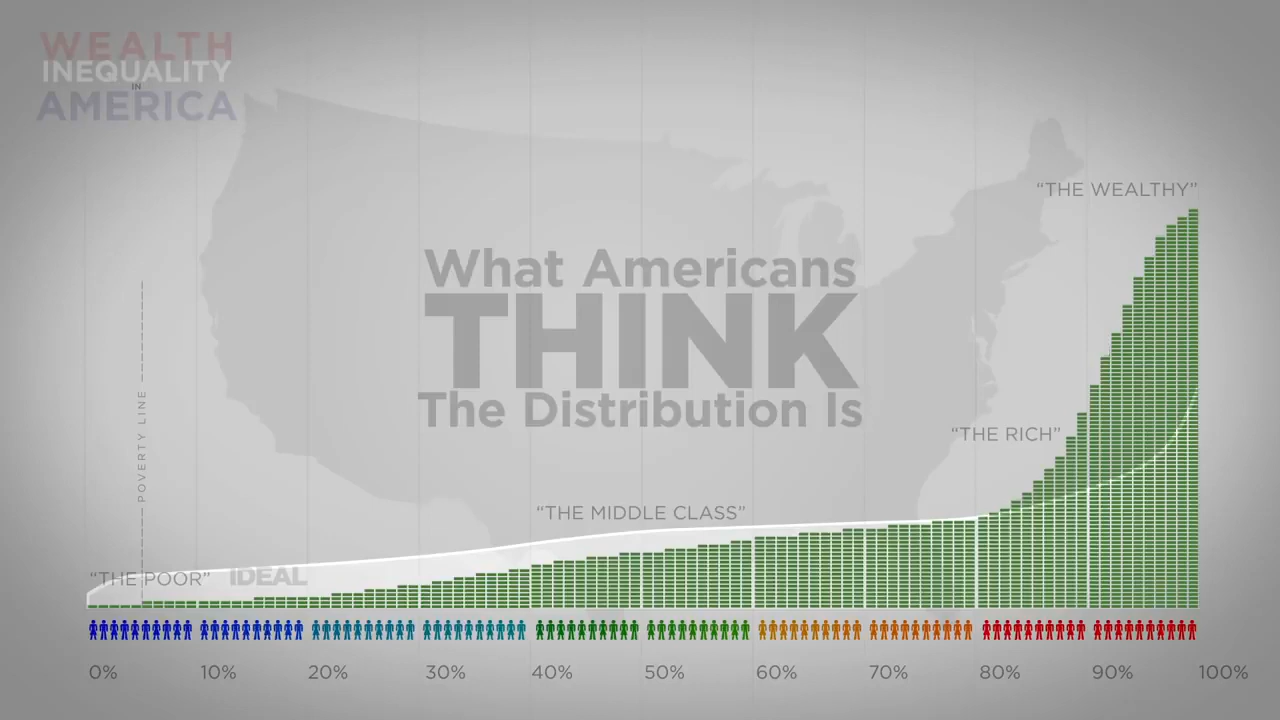 WEALTH
INEQUALITY
IN
AMERICA
“THE WEALTHY”
What Americans
THINK
The Distribution Is
POVERTY LINE
“THE RICH”
“THE MIDDLE CLASS”
“THE POOR” IDEAL
0% 10% 20% 30% 40% 50% 60% 70% 80% 90% 100%